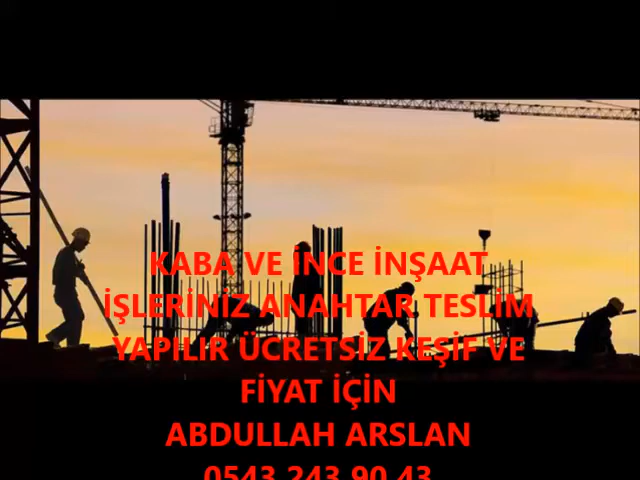 KABA VE İNCE İNŞAAT
İŞLERİNİZ ANAHTAR TESLİM
YAPILIR ÜCRETSİZ KEŞİF VE
FİYAT İÇİN
ABDULLAH ARSLAN
0543 243 90 43